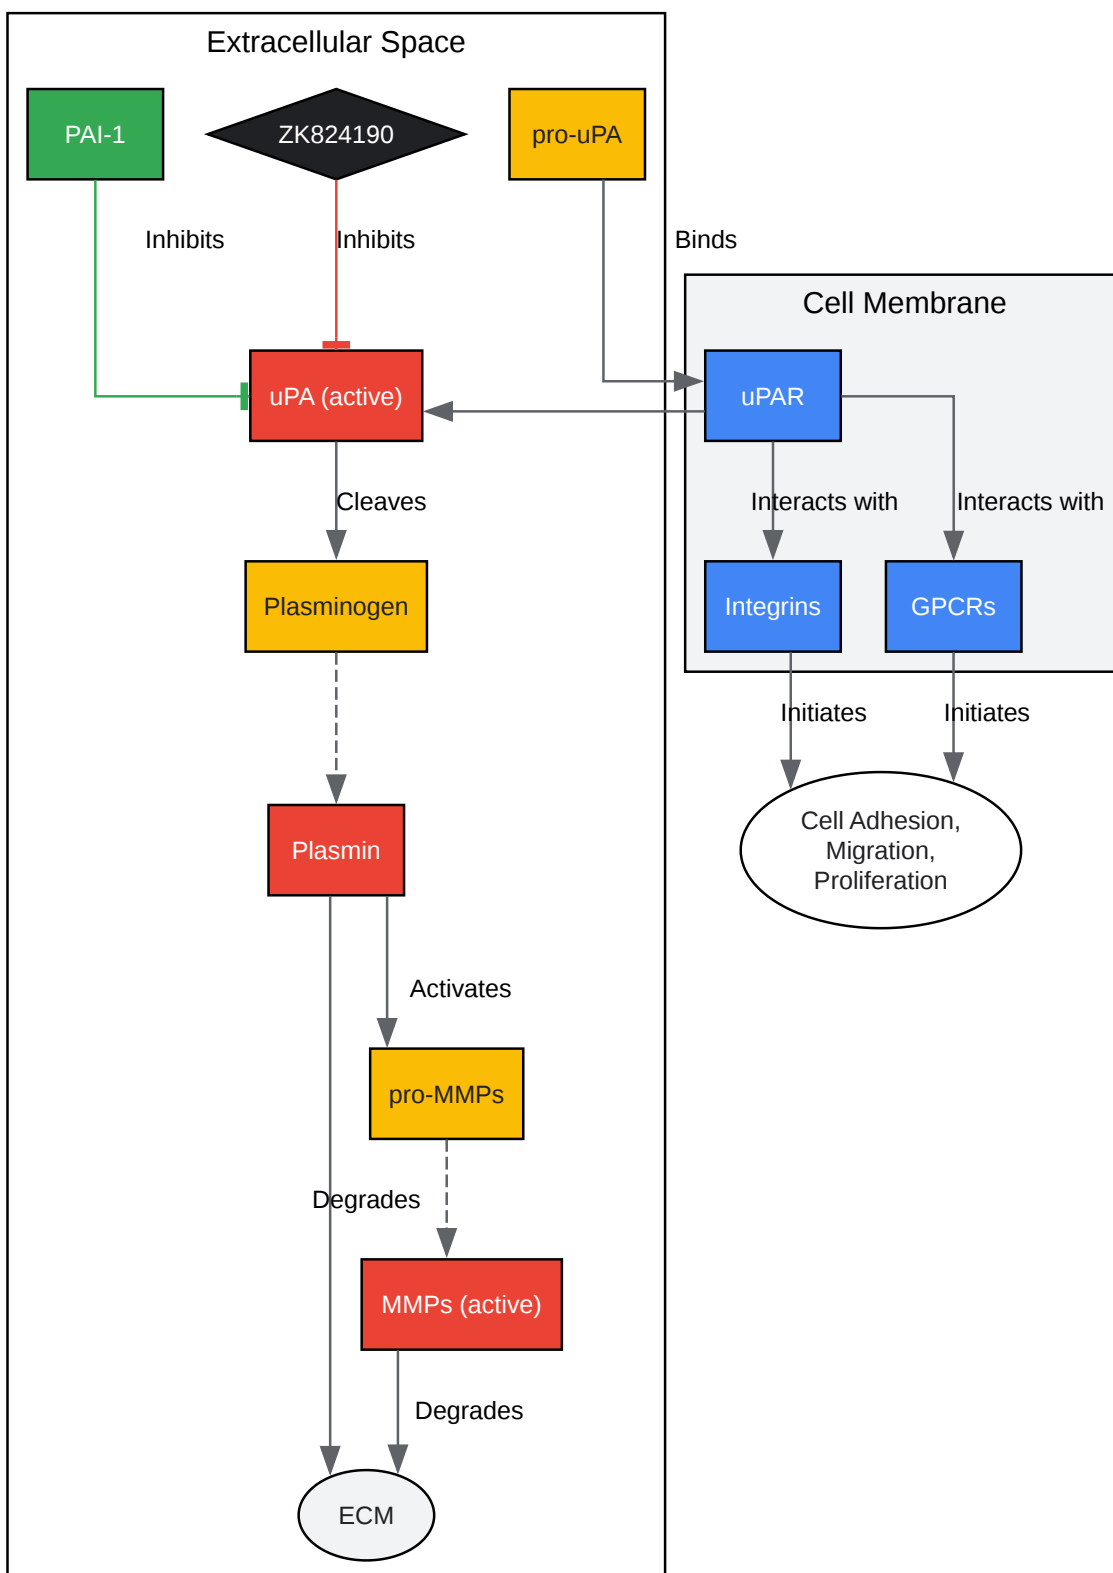 Extracellular Space
PAI-1
ZK824190
pro-uPA
Inhibits
Inhibits
Binds
Cell Membrane
uPA (active)
uPAR
Cleaves
Interacts with
Interacts with
Plasminogen
Integrins
GPCRs
Initiates
Initiates
Plasmin
Cell Adhesion,
Migration,
Proliferation
Activates
pro-MMPs
Degrades
MMPs (active)
Degrades
ECM